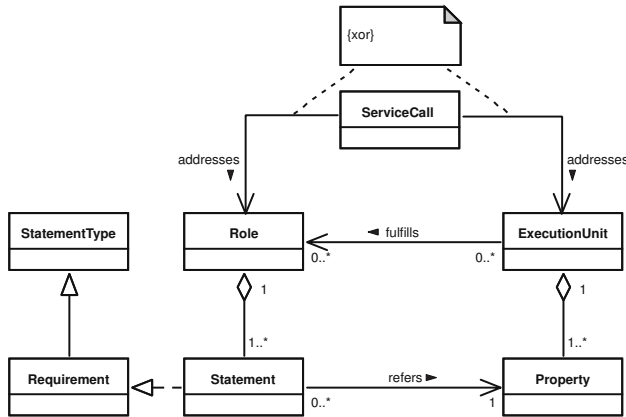 {xor}
ServiceCall
addresses
addresses
StatementType
Role
fulfills
ExecutionUnit
0..*
0..*
1
1
1..*
1..*
Requirement
Statement
refers
Property
0..*
1